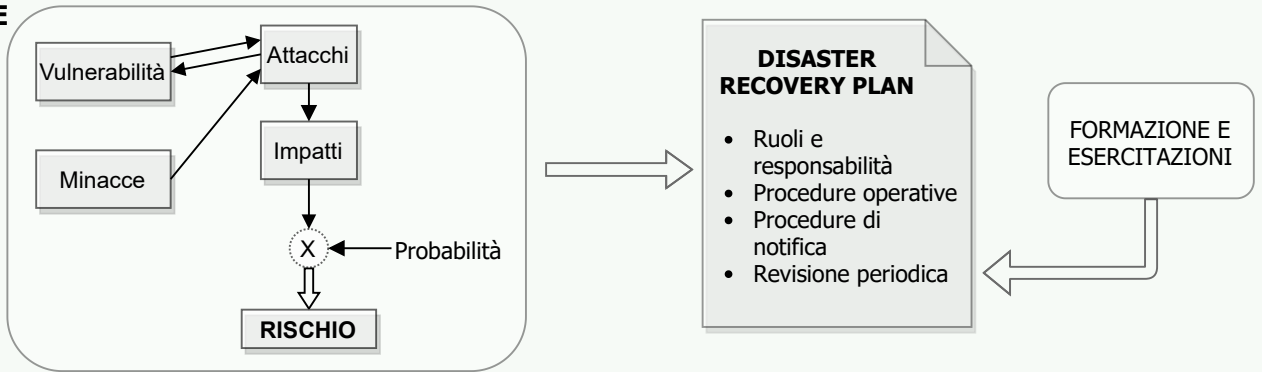 E
Vulnerabilità
Attacchi
Minacce
Impatti
X
Probabilità
RISCHIO
DISASTER
RECOVERY PLAN
• Ruoli e
responsabilità
• Procedure operative
• Procedure di
notifica
• Revisione periodica
FORMAZIONE E
ESERCITAZIONI